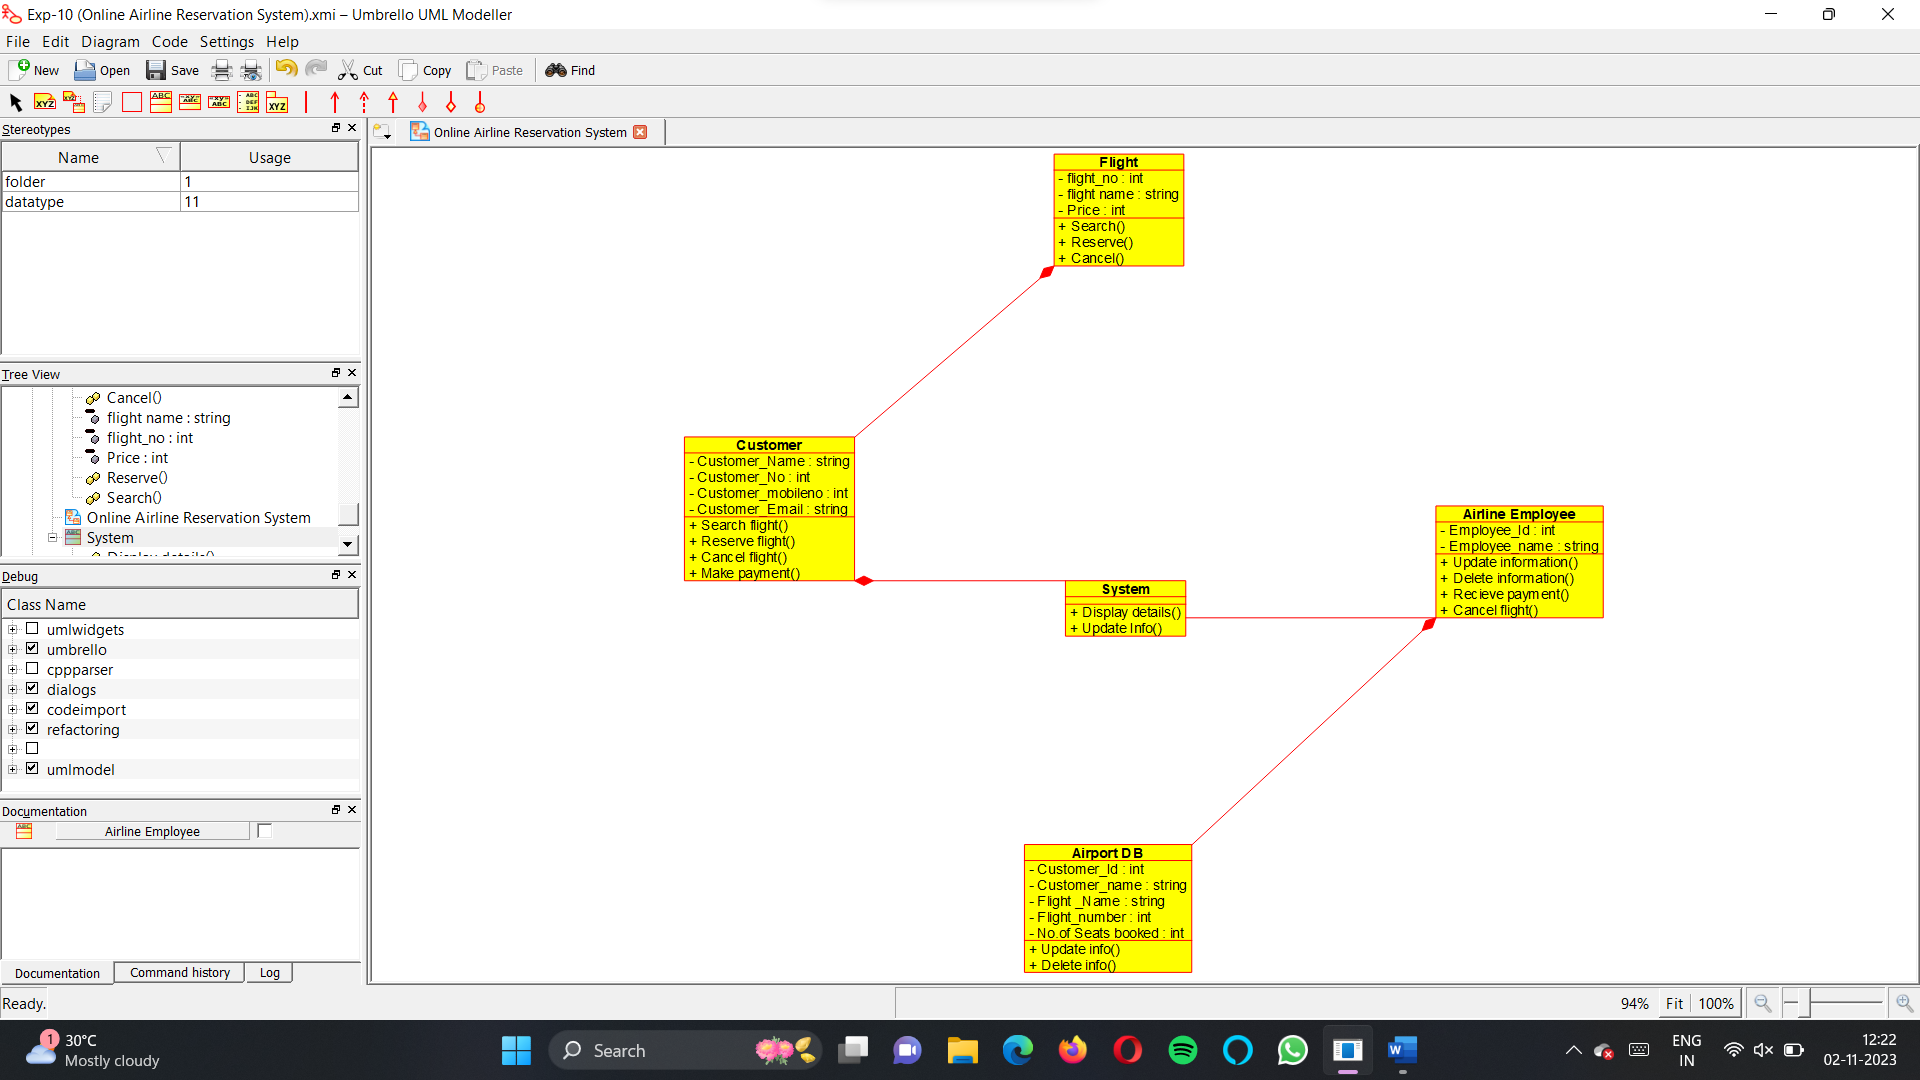 Exp-10 (Online Airline Reservation System).xmi – Umbrello UML Modeller
File Edit Diagram Code Settings Help
New Open Save Cut Copy Paste Find
Stereotypes
Name Usage
folder 1
datatype 11
Tree View
Cancel()
flight name : string
flight_no : int
Price : int
Reserve()
Search()
Online Airline Reservation System
System
Display details()
Debug
Class Name
umlwidgets
umbrello
cppparser
dialogs
codeimport
refactoring
umlmodel
Documentation
Airline Employee
Documentation Command history Log
Ready.
Online Airline Reservation System
Flight
- flight_no : int
- flight name : string
- Price : int
+ Search()
+ Reserve()
+ Cancel()
Customer
- Customer_Name : string
- Customer_No : int
- Customer_mobileno : int
- Customer_Email : string
+ Search flight()
+ Reserve flight()
+ Cancel flight()
+ Make payment()
System
+ Display details()
+ Update Info()
Airline Employee
- Employee_Id : int
- Employee_name : string
+ Update information()
+ Delete information()
+ Recieve payment()
+ Cancel flight()
Airport DB
- Customer_Id : int
- Customer_name : string
- Flight _Name : string
- Flight_number : int
- No.of Seats booked : int
+ Update info()
+ Delete info()
94% Fit 100%
1
30°C
Mostly cloudy
Search
ENG
IN
12:22
02-11-2023